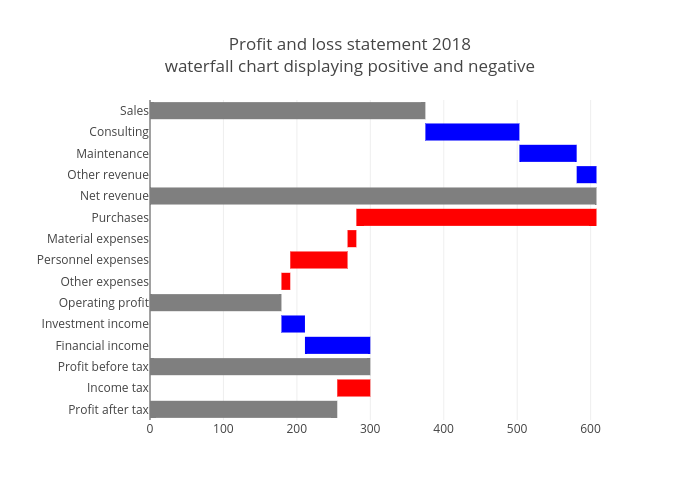 Profit and loss statement 2018
waterfall chart displaying positive and negative
Sales
Consulting
Maintenance
Other revenue
Net revenue
Purchases
Material expenses
Personnel expenses
Other expenses
Operating profit
Investment income
Financial income
Profit before tax
Income tax
Profit after tax
0 100 200 300 400 500 600